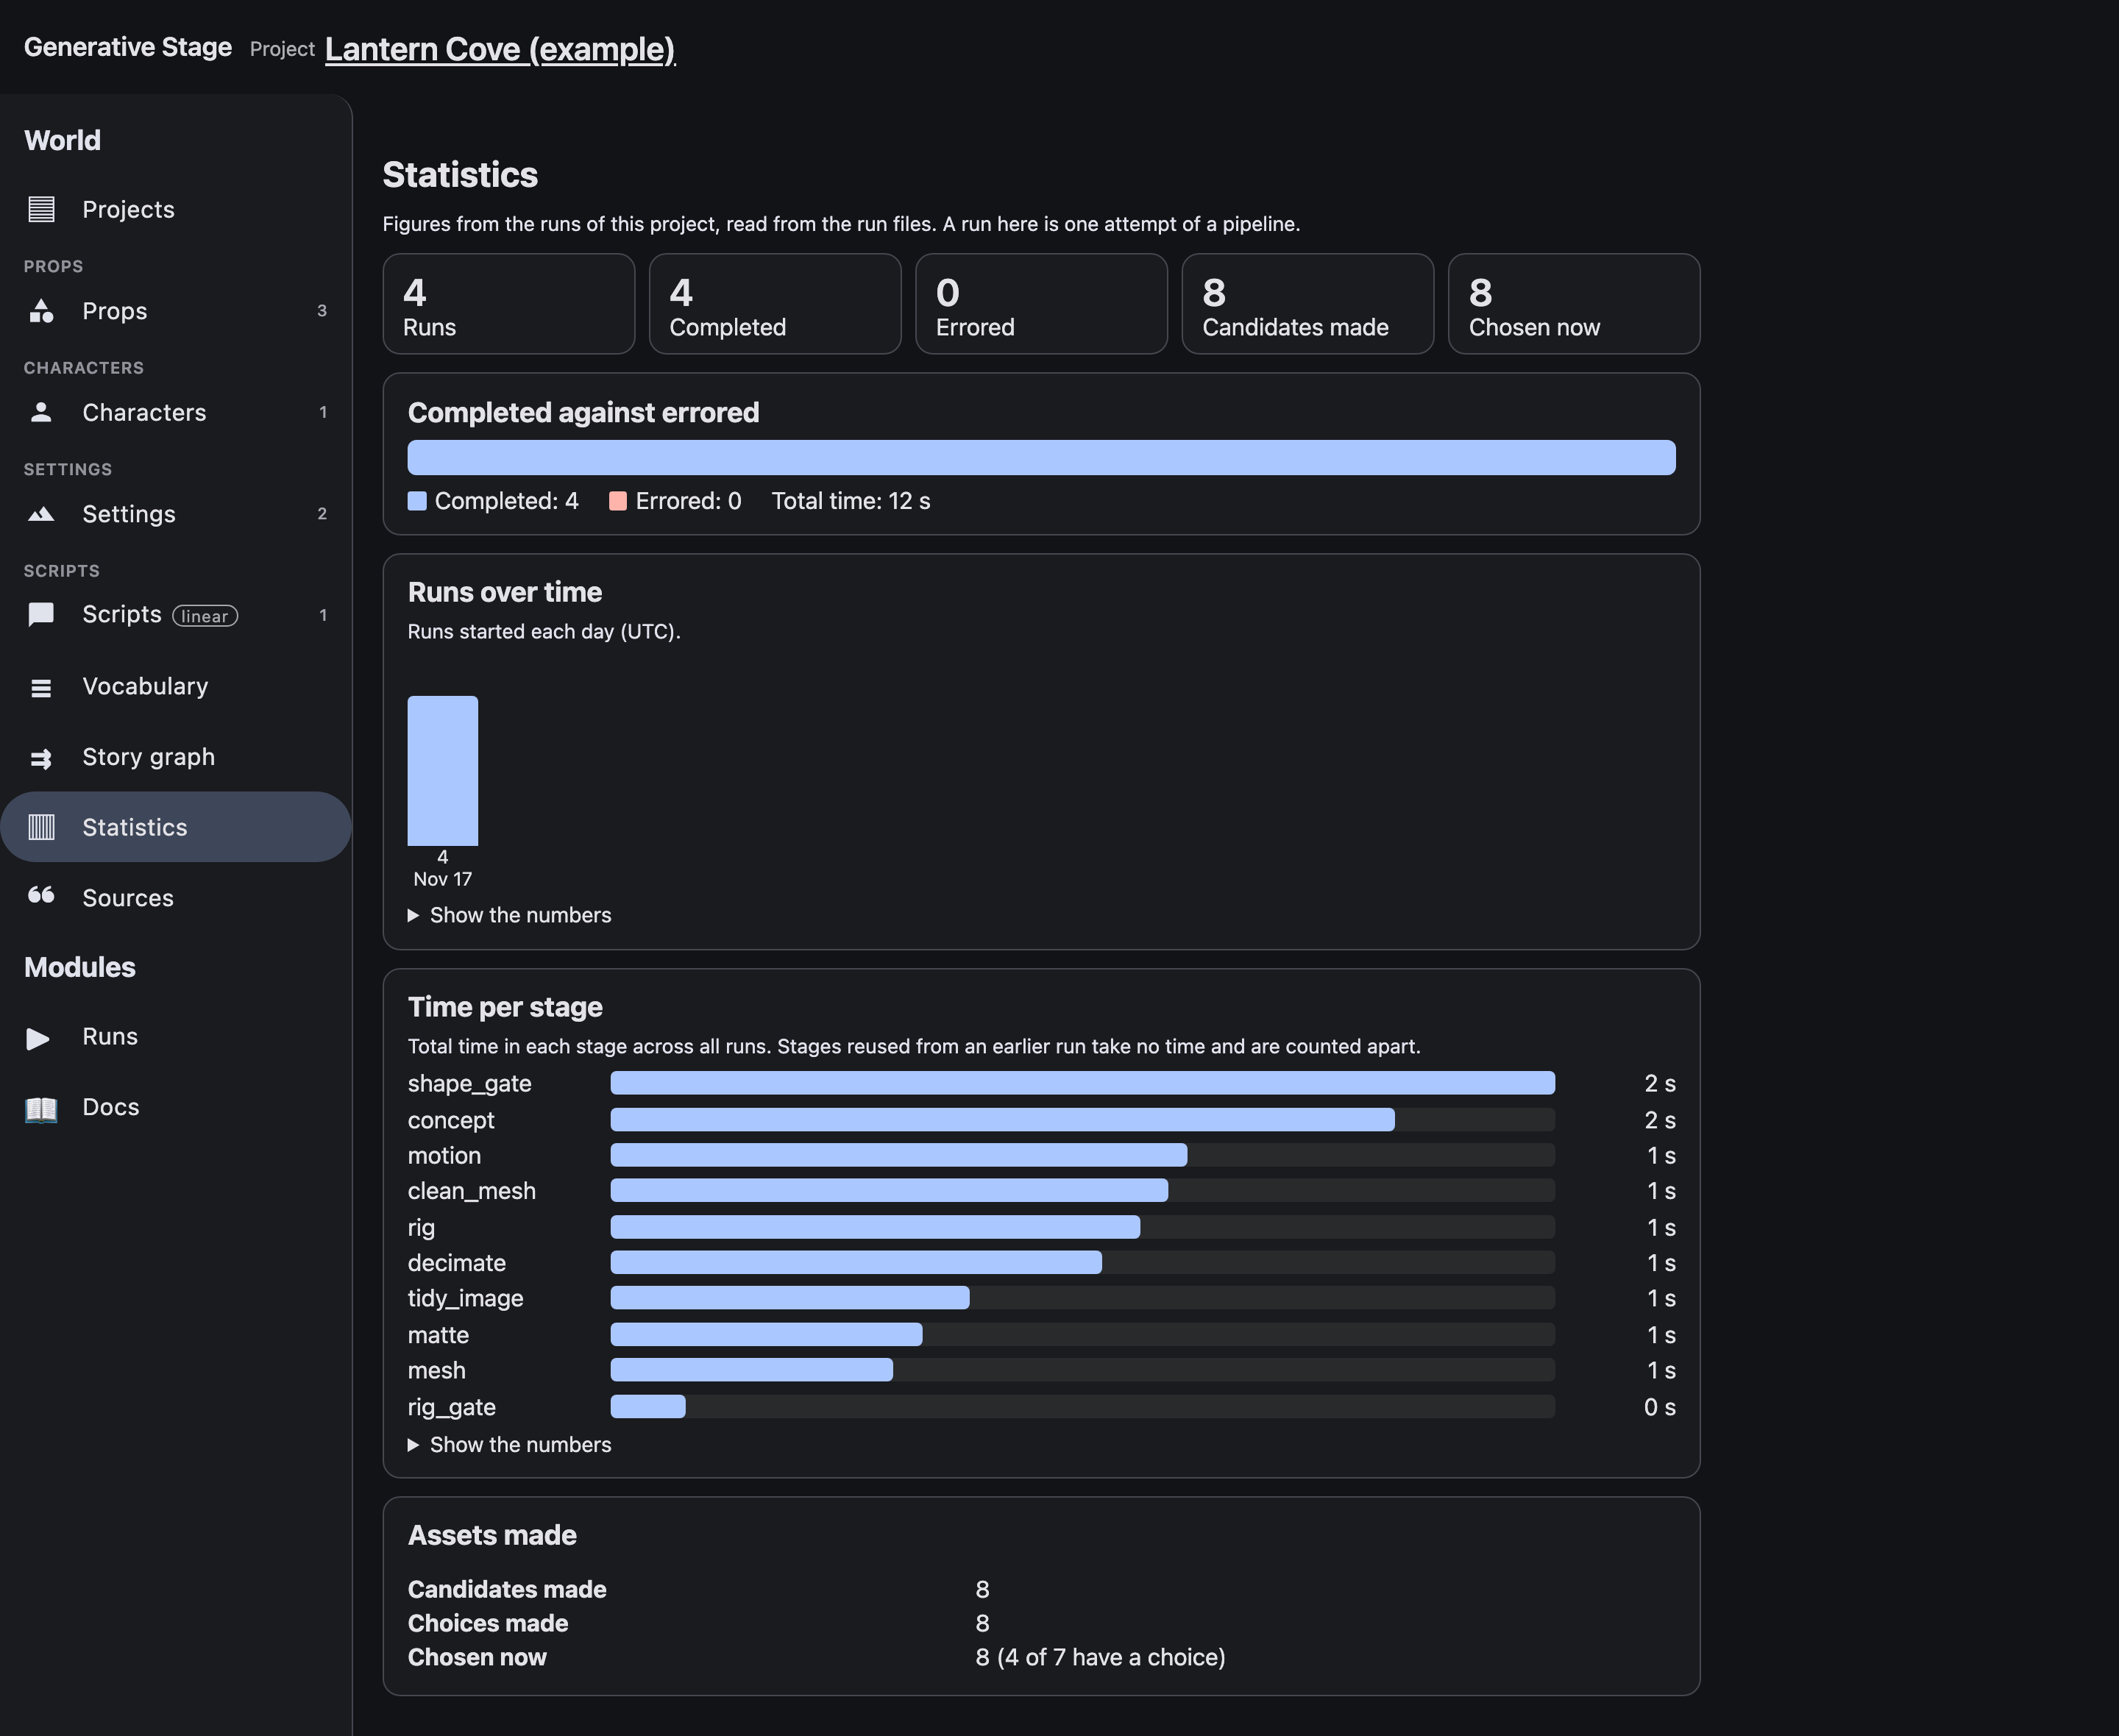 Generative Stage Project Lantern Cove (example)
World
Projects
PROPS
Props 3
CHARACTERS
Characters 1
SETTINGS
Settings 2
SCRIPTS
Scripts linear 1
Vocabulary
Story graph
Statistics
Sources
Modules
Runs
Docs
Statistics
Figures from the runs of this project, read from the run files. A run here is one attempt of a pipeline.
4
Runs
4
Completed
0
Errored
8
Candidates made
8
Chosen now
Completed against errored
Completed: 4 Errored: 0 Total time: 12 s
Runs over time
Runs started each day (UTC).
4
Nov 17
Show the numbers
Time per stage
Total time in each stage across all runs. Stages reused from an earlier run take no time and are counted apart.
shape_gate 2 s
concept 2 s
motion 1 s
clean_mesh 1 s
rig 1 s
decimate 1 s
tidy_image 1 s
matte 1 s
mesh 1 s
rig_gate 0 s
Show the numbers
Assets made
Candidates made 8
Choices made 8
Chosen now 8 (4 of 7 have a choice)